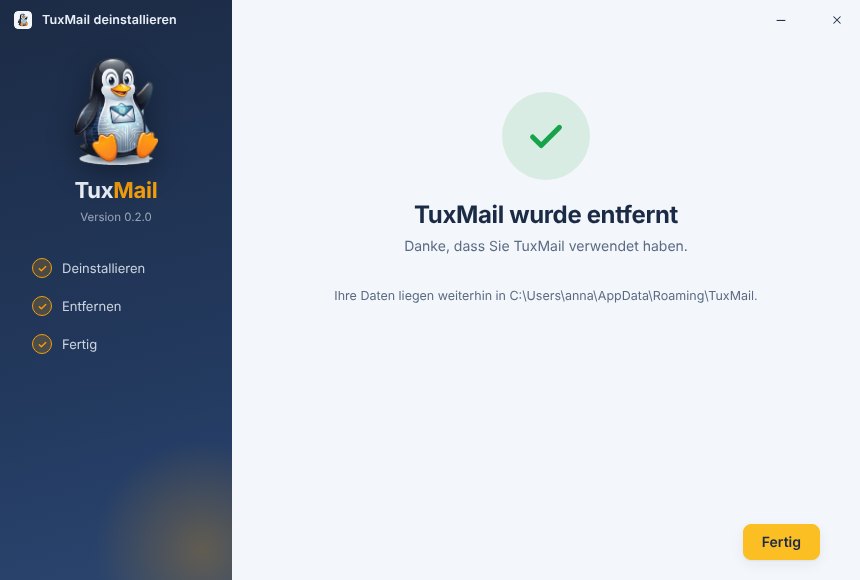 TuxMail deinstallieren
TuxMail
Version 0.2.0
Deinstallieren
Entfernen
Fertig
TuxMail wurde entfernt
Danke, dass Sie TuxMail verwendet haben.
Ihre Daten liegen weiterhin in C:\Users\anna\AppData\Roaming\TuxMail.
Fertig